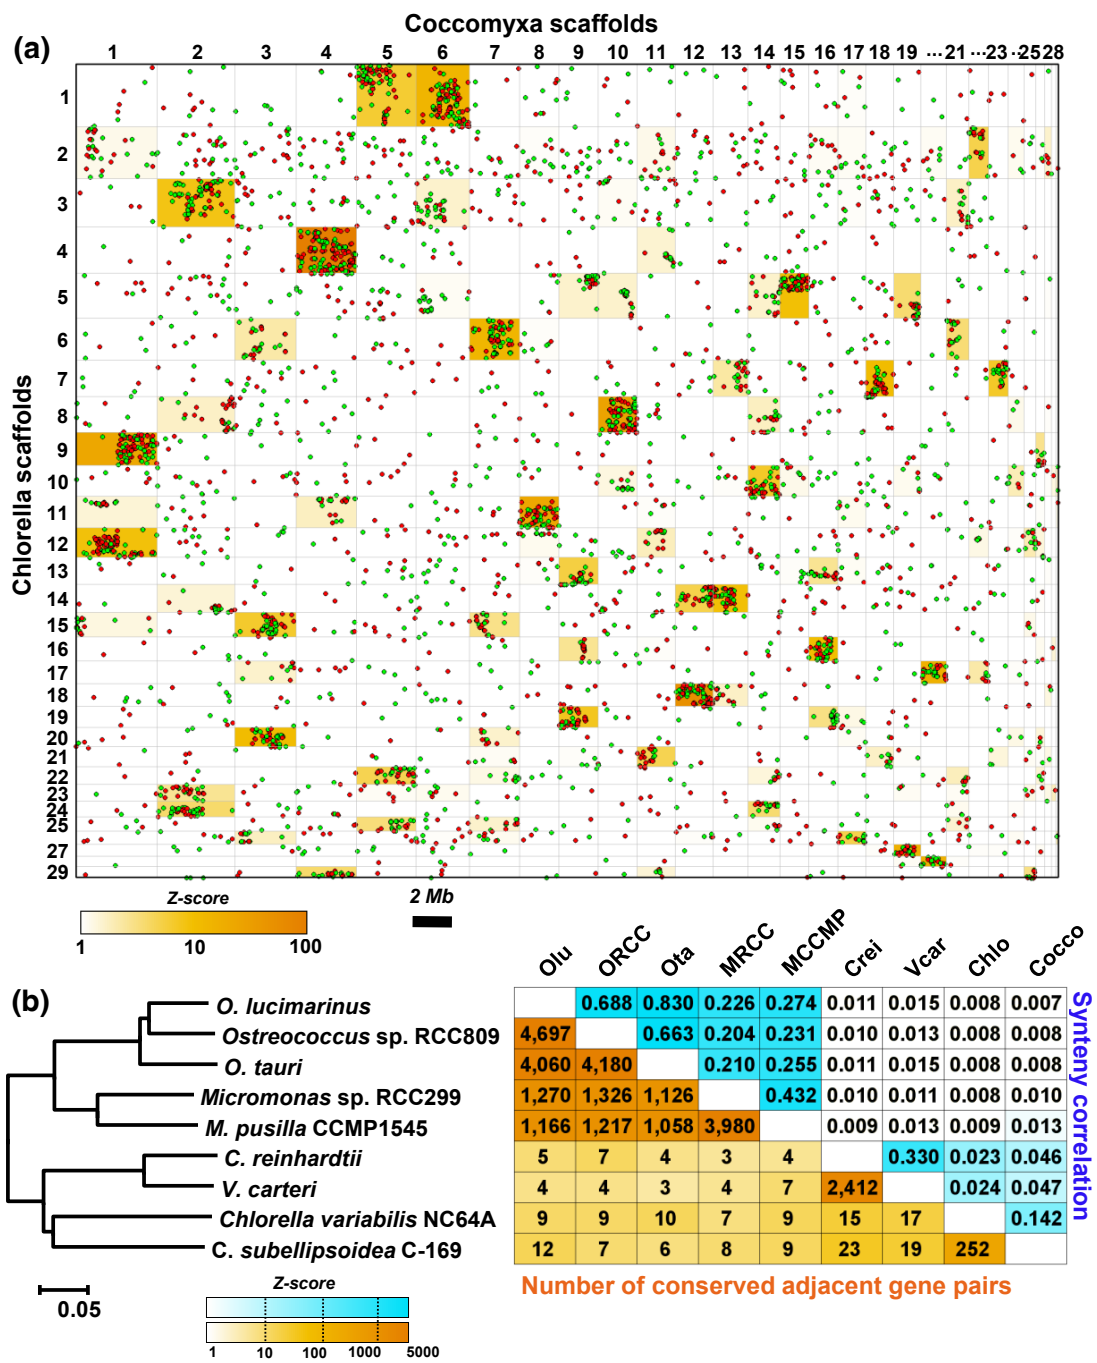 Coccomyxa scaffolds
(a)
1 2 3 4 5 6 7 8 9 10 11 12 13 14 15 16 17 18 19 ... 21 ... 23 .. 25 28
Chlorella scaffolds
1
2
3
4
5
6
7
8
9
10
11
12
13
14
15
16
17
18
19
20
21
22
23
24
25
27
29
Z-score
1 10 100
2 Mb
(b)
Olu ORCC Ota MRCC MCCMP Crei Vcar Chlo Cocco
O. lucimarinus 0.688 0.830 0.226 0.274 0.011 0.015 0.008 0.007
Ostreococcus sp. RCC809 4,697 0.663 0.204 0.231 0.010 0.013 0.008 0.008
O. tauri 4,060 4,180 0.210 0.255 0.011 0.015 0.008 0.008
Micromonas sp. RCC299 1,270 1,326 1,126 0.432 0.010 0.011 0.008 0.010
M. pusilla CCMP1545 1,166 1,217 1,058 3,980 0.009 0.013 0.009 0.013
C. reinhardtii 5 7 4 3 4 0.330 0.023 0.046
V. carteri 4 4 3 4 7 2,412 0.024 0.047
Chlorella variabilis NC64A 9 9 10 7 9 15 17 0.142
C. subellipsoidea C-169 12 7 6 8 9 23 19 252
Synteny correlation
Number of conserved adjacent gene pairs
0.05
Z-score
1 10 100 1000 5000